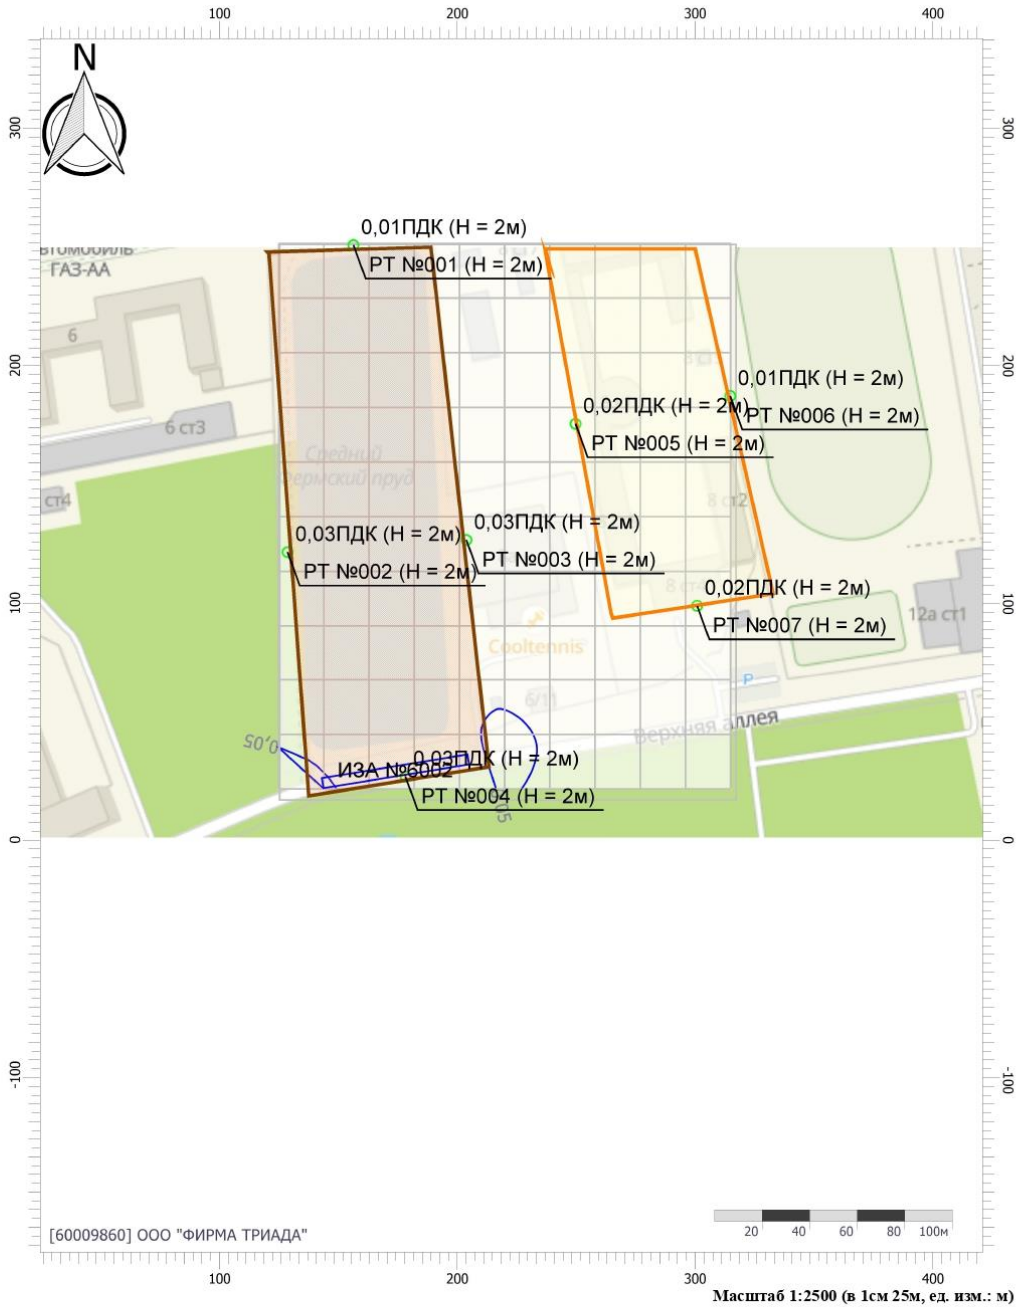 100 200 300 400
N
300 300
0,01ПДК (Н = 2м)
РТ №001 (Н = 2м)
ГАЗ-АА
6
200 200
0,01ПДК (Н = 2м)
РТ №006 (Н = 2м)
0,02ПДК (Н = 2м)
РТ №005 (Н = 2м)
6 ст3
Средний
Фермский пруд
ст4
8 ст2
0,03ПДК (Н = 2м)
РТ №002 (Н = 2м)
0,03ПДК (Н = 2м)
РТ №003 (Н = 2м)
0,02ПДК (Н = 2м)
РТ №007 (Н = 2м)
100 100
12а ст1
Cooltennis
P
6/11
Верхняя аллея
0,05
ИЗА №6002
0,03ПДК (Н = 2м)
РТ №004 (Н = 2м)
0 0
-100 -100
20 40 60 80 100м
[60009860] ООО "ФИРМА ТРИАДА"
100 200 300 400
Масштаб 1:2500 (в 1см 25м, ед. изм.: м)